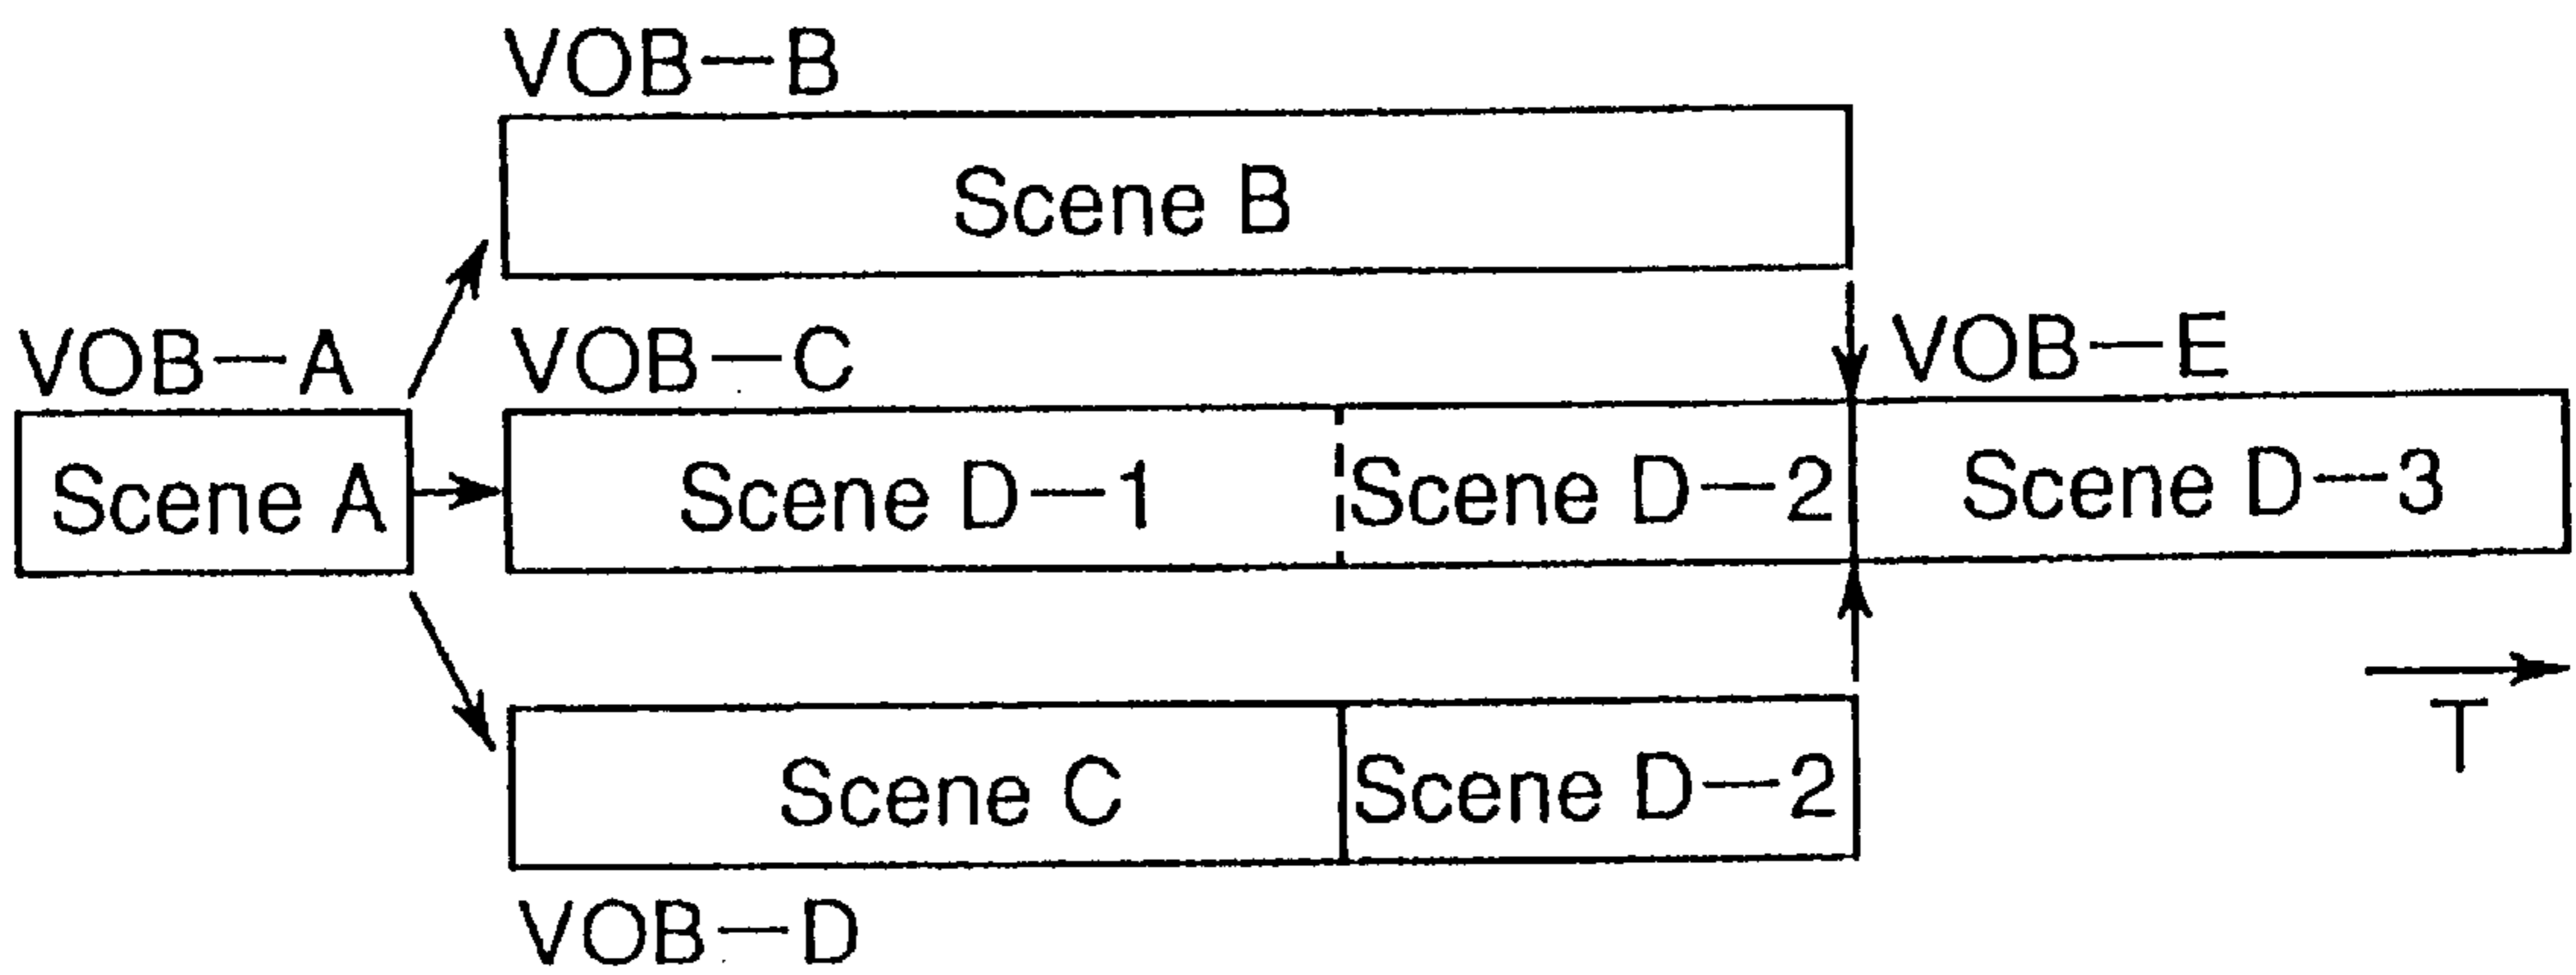 VOB—B
Scene B
VOB—A
VOB—C
VOB—E
Scene A
Scene D—1
Scene D—2
Scene D—3
T
Scene C
Scene D—2
VOB—D